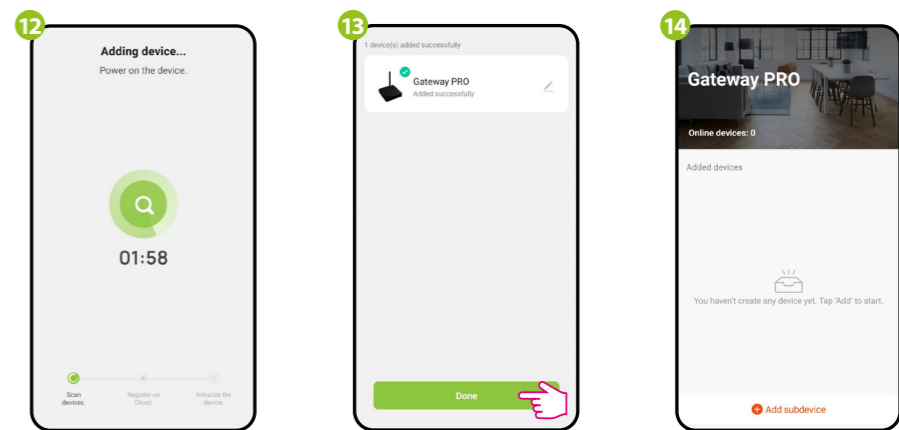 12
Adding device...
Power on the device.
01:58
Scan
devices.
Register on
Cloud.
Initialize the
device.
13
1 device(s) added successfully
Gateway PRO
Added successfully
Done
14
Gateway PRO
Online devices: 0
Added devices
You haven't create any device yet. Tap 'Add' to start.
Add subdevice